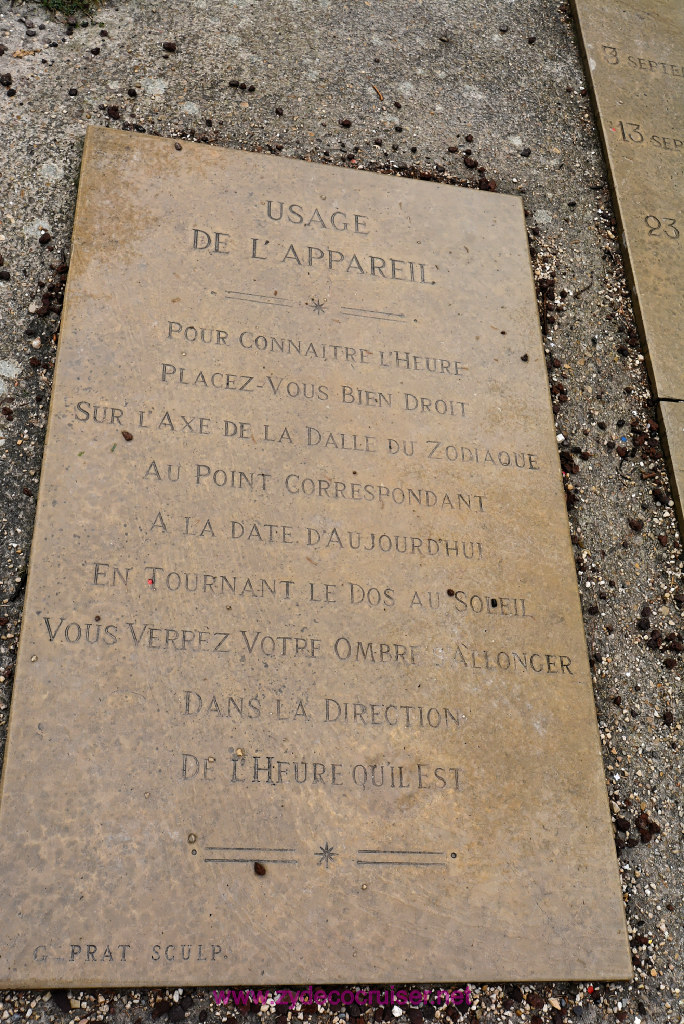 USAGE
DE L'APPAREIL
POUR CONNAITRE L'HEURE
PLACEZ-VOUS BIEN DROIT
SUR L'AXE DE LA DALLE DU ZODIAQUE
AU POINT CORRESPONDANT
A LA DATE D'AUJOURD'HUI
EN TOURNANT LE DOS AU SOLEIL
VOUS VERREZ VOTRE OMBRE S'ALLONGER
DANS LA DIRECTION
DE L'HEURE QU'IL EST
G. PRAT SCULP.
3 SEPTE
13 SEP
23
www.zydecocruiser.net